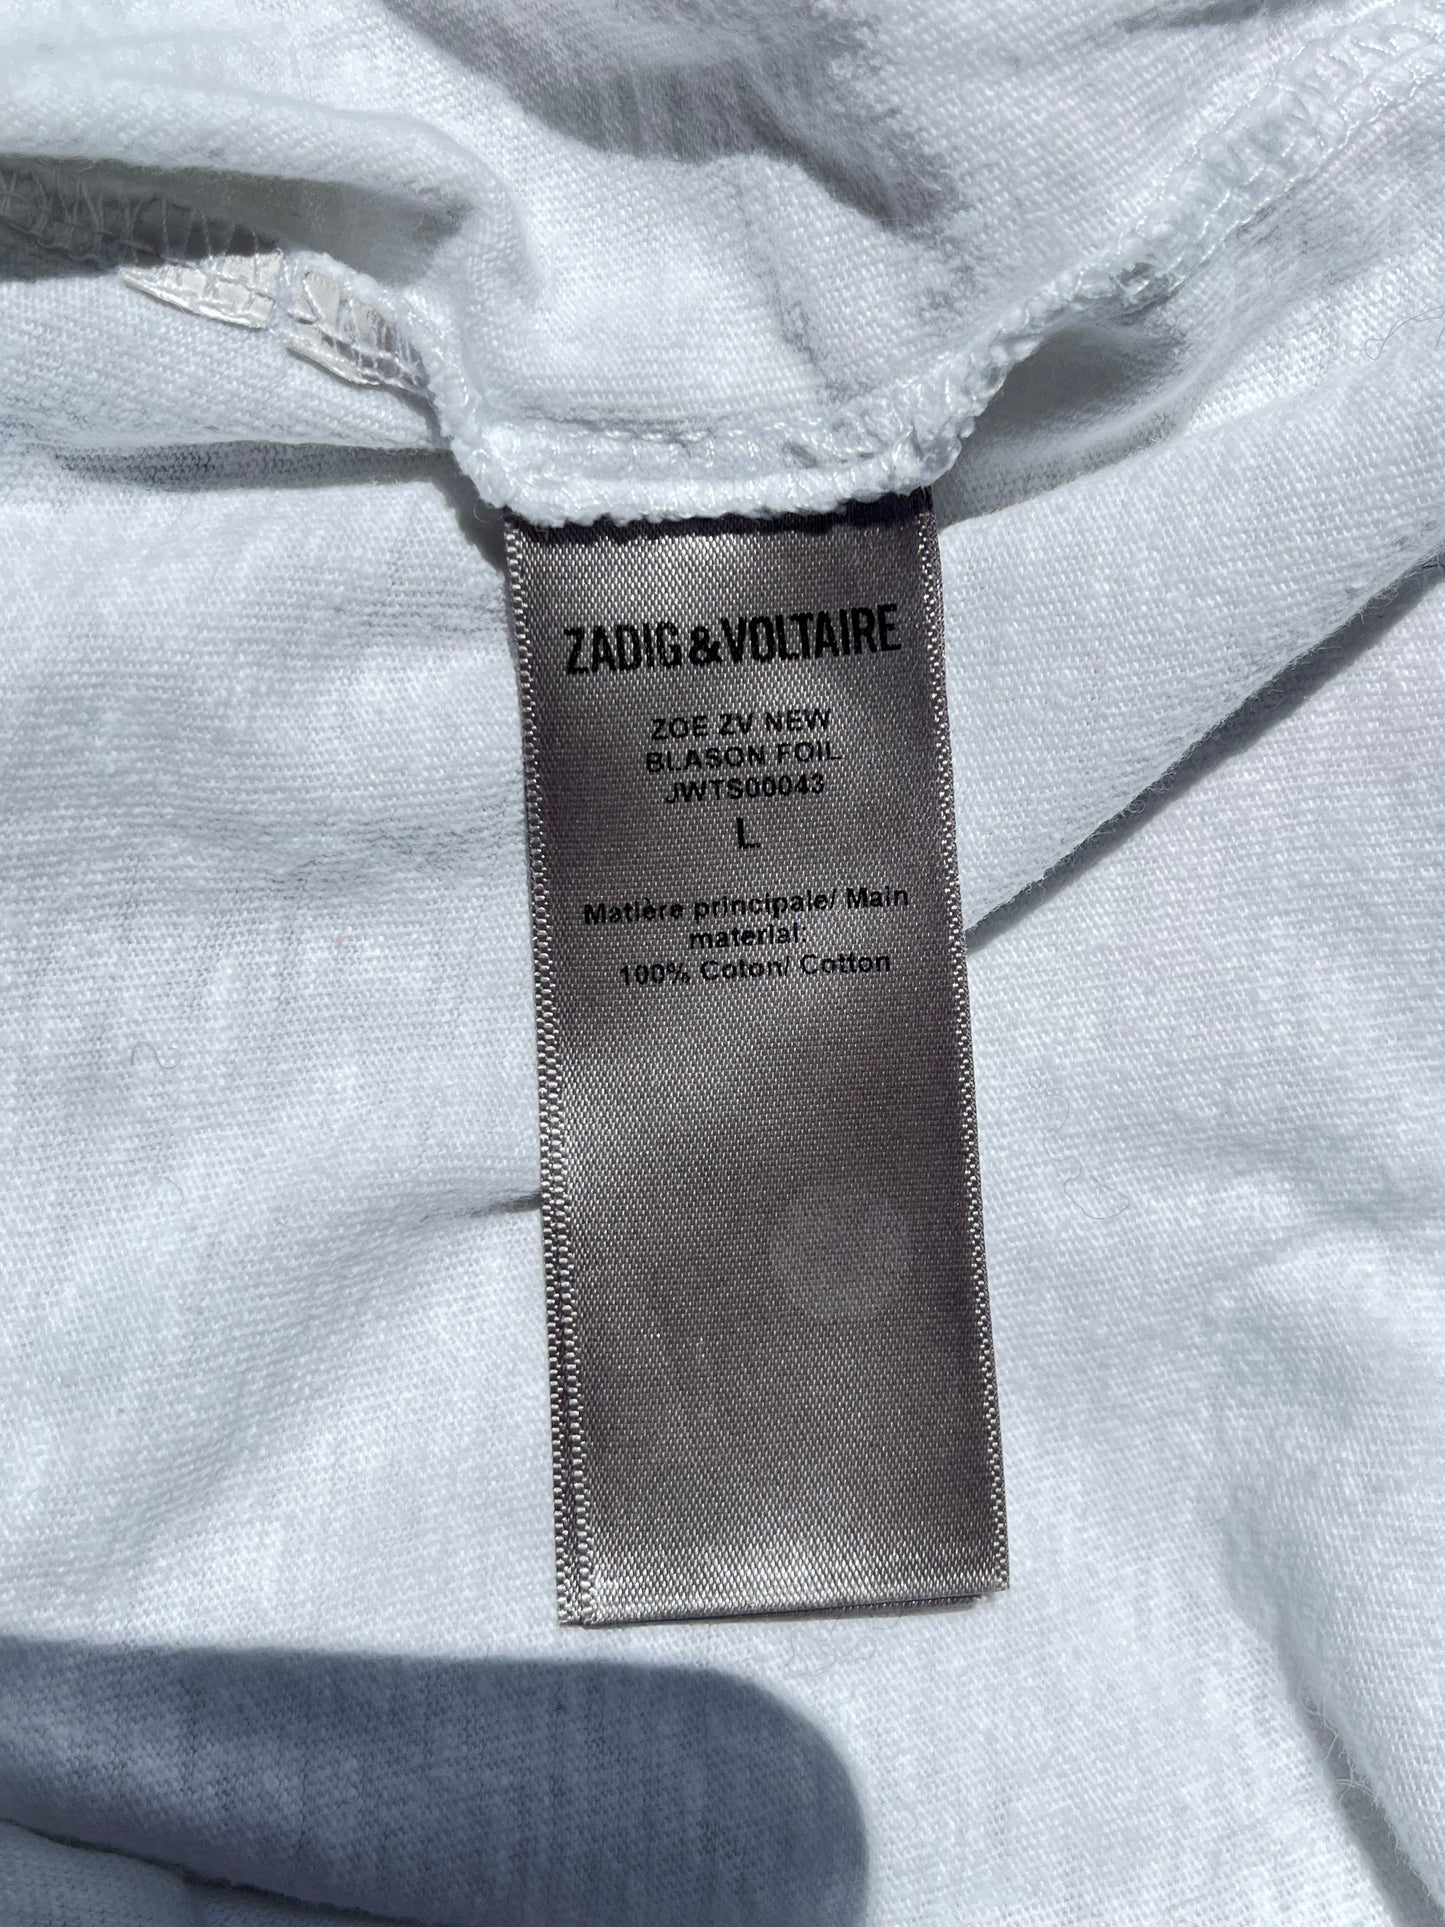 ZADIG&VOLTAIRE
ZOE ZV NEW
BLASON FOIL
JWTS00043
L
Matière principale/ Main
material:
100% Coton/ Cotton